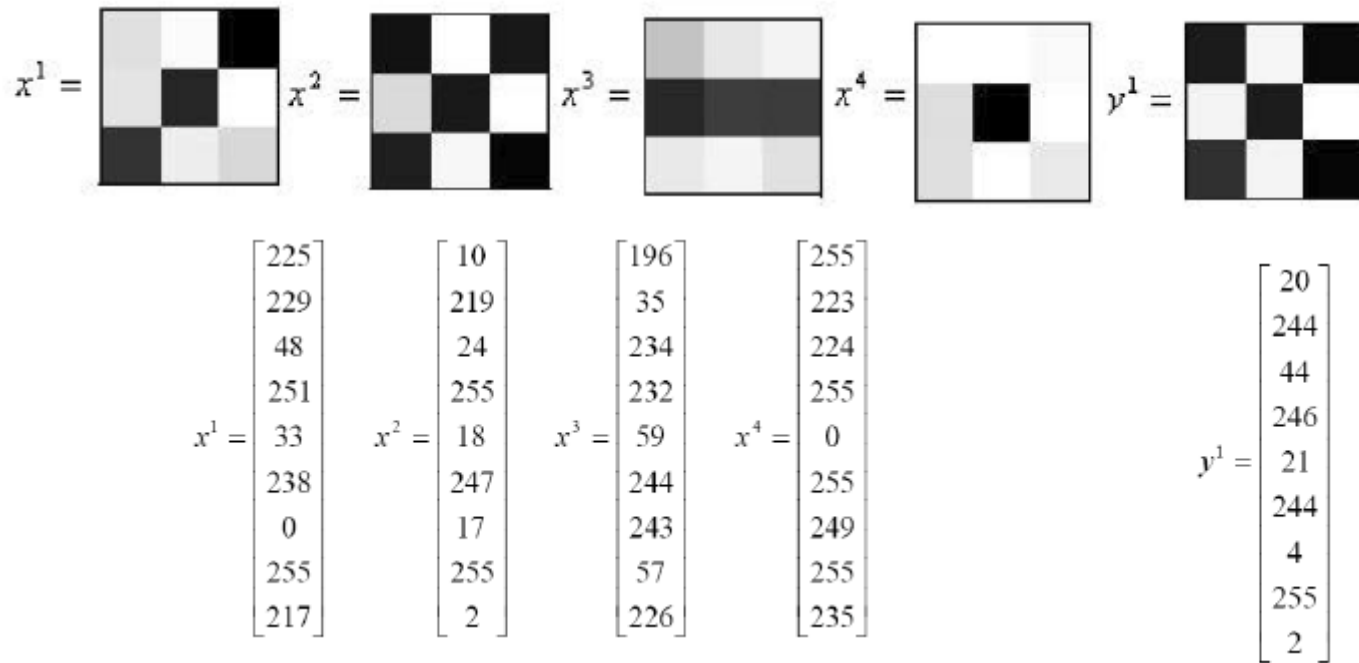 x¹ = x² = x³ = x⁴ = y¹ =
x¹ = [225 229 48 251 33 238 0 255 217]
x² = [10 219 24 255 18 247 17 255 2]
x³ = [196 35 234 232 59 244 243 57 226]
x⁴ = [255 223 224 255 0 255 249 255 235]
y¹ = [20 244 44 246 21 244 4 255 2]